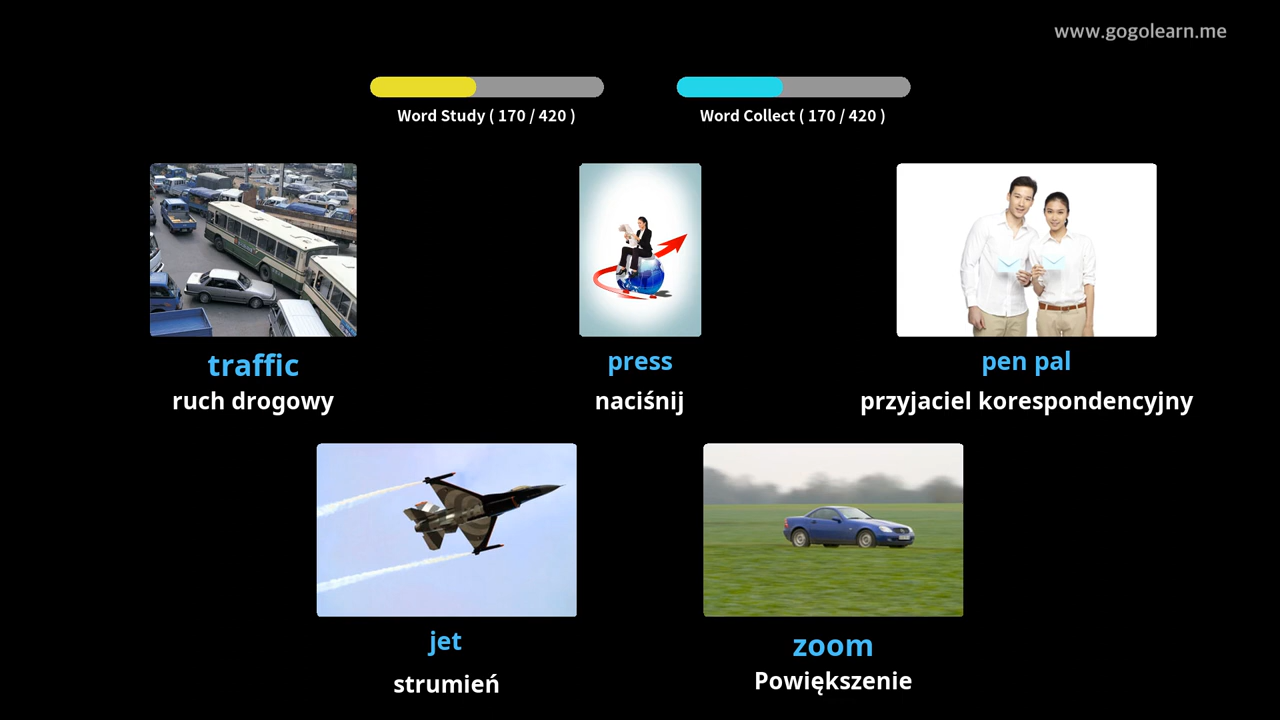 www.gogolearn.me
Word Study ( 170 / 420 )
Word Collect ( 170 / 420 )
traffic
ruch drogowy
press
naciśnij
pen pal
przyjaciel korespondencyjny
jet
strumień
zoom
Powiększenie